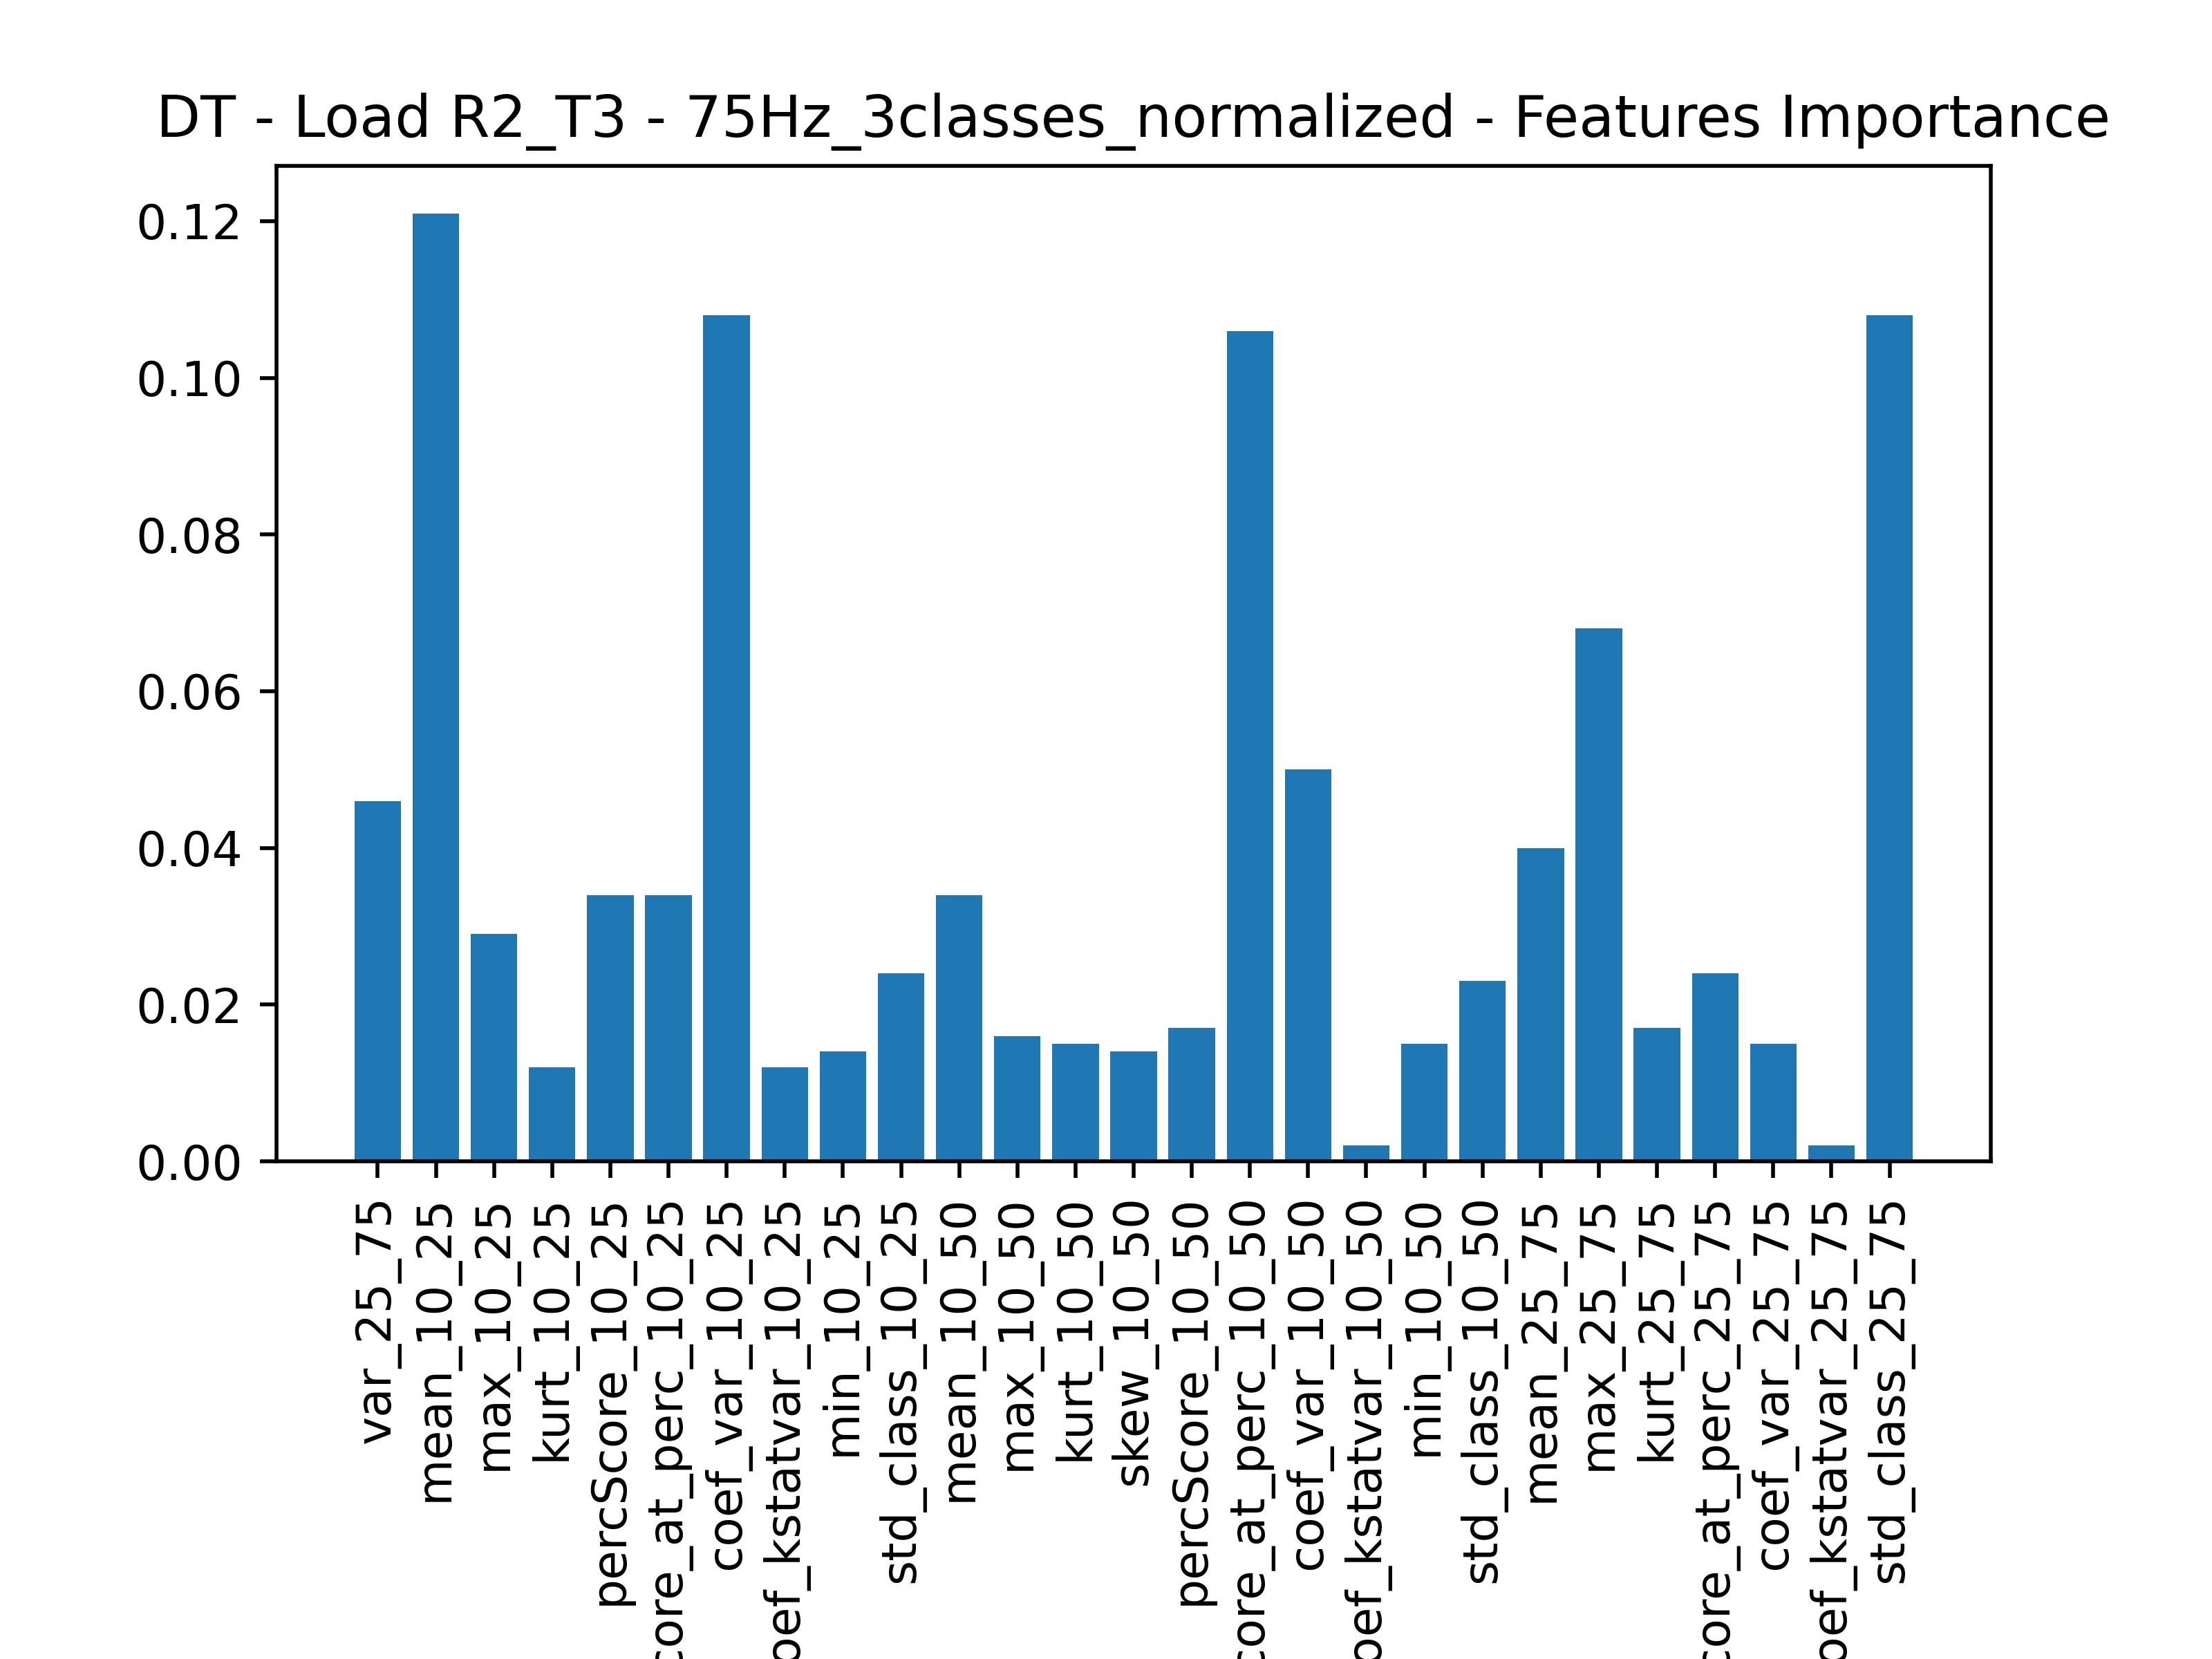 DT - Load R2_T3 - 75Hz_3classes_normalized - Features Importance
0.12
0.10
0.08
0.06
0.04
0.02
0.00
var_25_75
mean_10_25
max_10_25
kurt_10_25
percScore_10_25
core_at_perc_10_25
coef_var_10_25
oef_kstatvar_10_25
min_10_25
std_class_10_25
mean_10_50
max_10_50
kurt_10_50
skew_10_50
percScore_10_50
core_at_perc_10_50
coef_var_10_50
oef_kstatvar_10_50
min_10_50
std_class_10_50
mean_25_75
max_25_75
kurt_25_75
core_at_perc_25_75
coef_var_25_75
oef_kstatvar_25_75
std_class_25_75